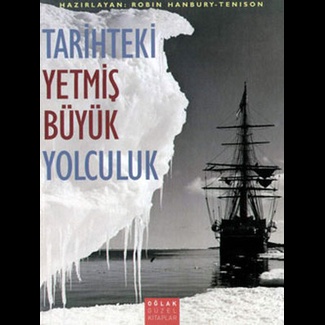 HAZIRLAYAN: ROBIN HANBURY-TENISON
TARİHTEKİ
YETMİŞ
BÜYÜK
YOLCULUK
OĞLAK
GÜZEL
KİTAPLAR